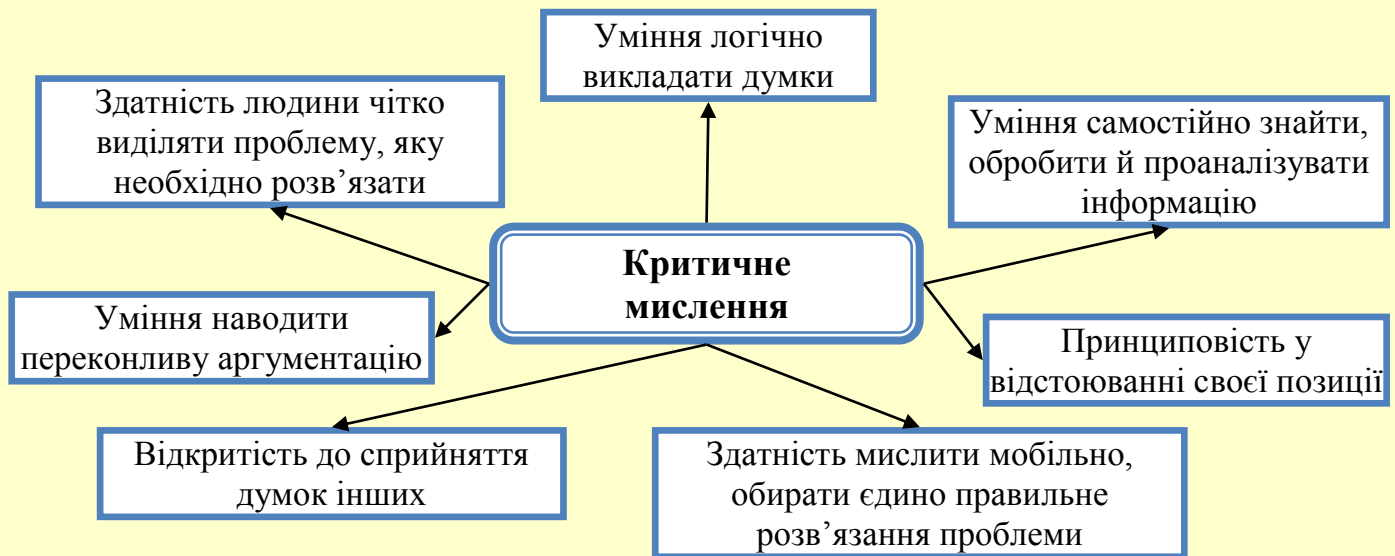 Уміння логічно
викладати думки
Здатність людини чітко
виділяти проблему, яку
необхідно розв’язати
Уміння самостійно знайти,
обробити й проаналізувати
інформацію
Критичне
мислення
Уміння наводити
переконливу аргументацію
Принциповість у
відстоюванні своєї позиції
Відкритість до сприйняття
думок інших
Здатність мислити мобільно,
обирати єдино правильне
розв’язання проблеми